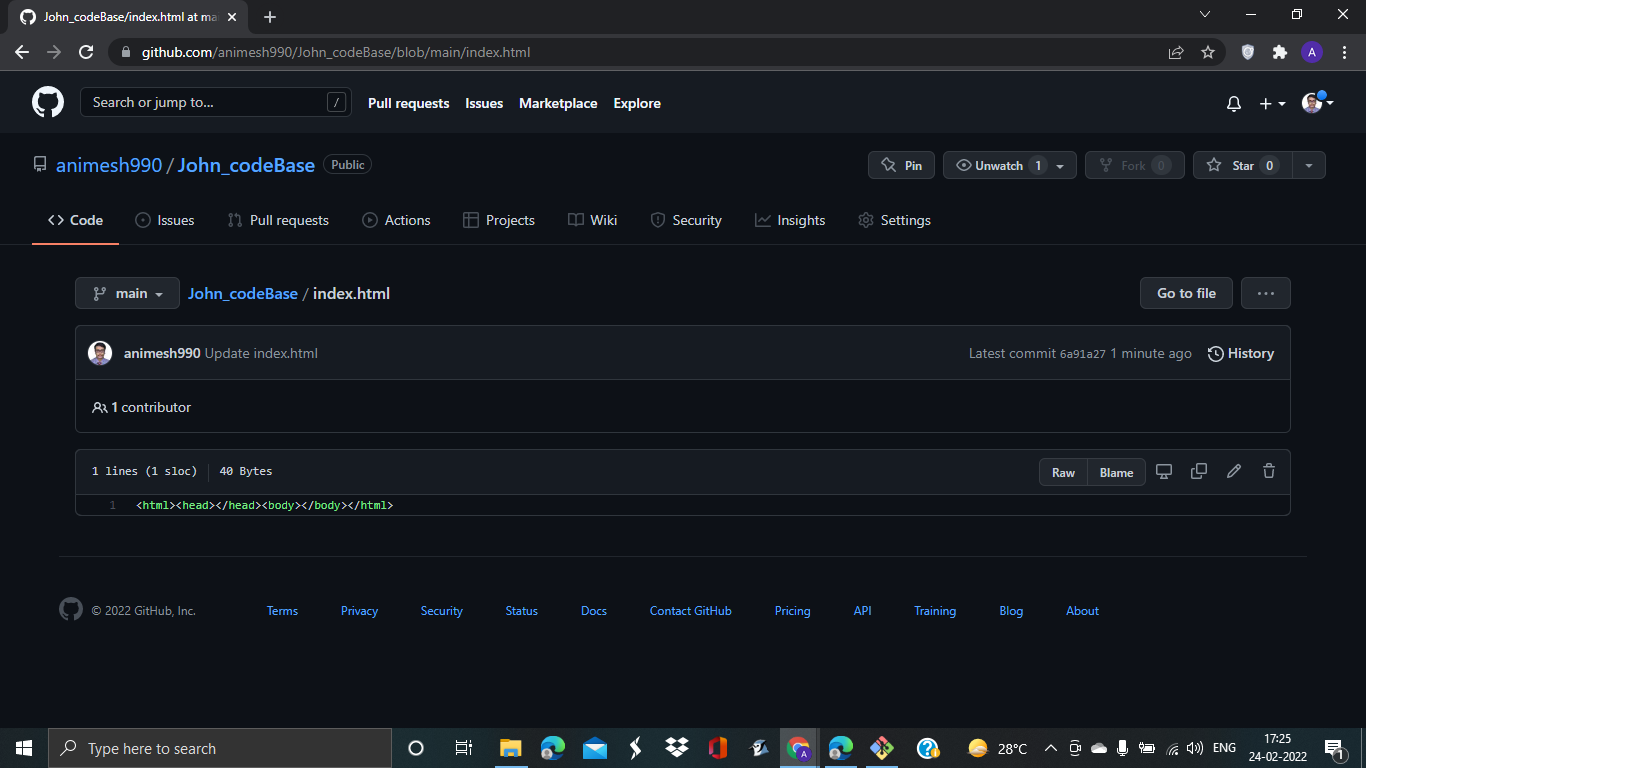 John_codeBase/index.html at ma
github.com/animesh990/John_codeBase/blob/main/index.html
A
Search or jump to...
/
Pull requests
Issues
Marketplace
Explore
animesh990 / John_codeBase
Public
Pin
Unwatch 1
Fork 0
Star 0
Code
Issues
Pull requests
Actions
Projects
Wiki
Security
Insights
Settings
main
John_codeBase / index.html
Go to file
animesh990 Update index.html
Latest commit 6a91a27 1 minute ago
History
1 contributor
1 lines (1 sloc)
40 Bytes
Raw
Blame
1 <html><head></head><body></body></html>
© 2022 GitHub, Inc.
Terms
Privacy
Security
Status
Docs
Contact GitHub
Pricing
API
Training
Blog
About
Type here to search
A
28°C
ENG
17:25
24-02-2022
1